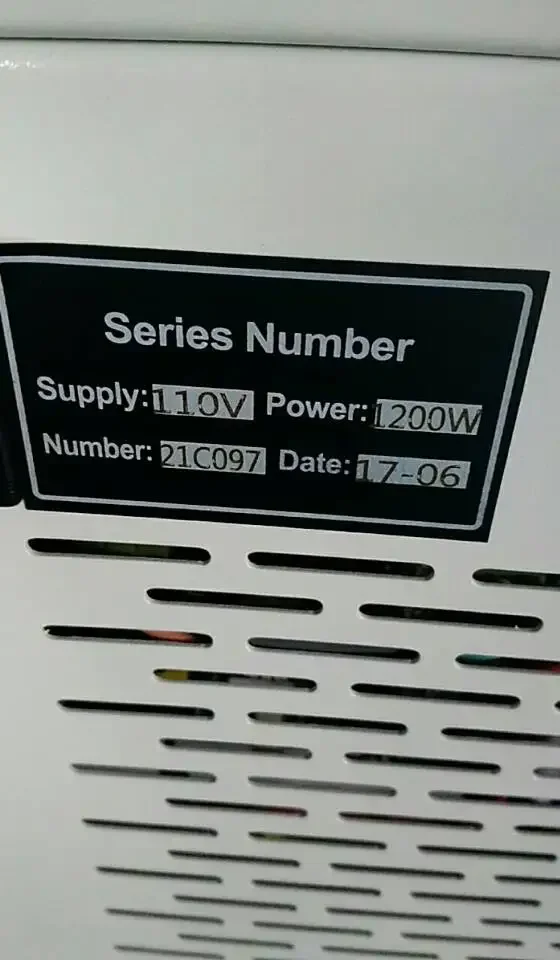 Series Number
Supply: 110V Power: 1200W
Number: 21C097 Date: 17-06